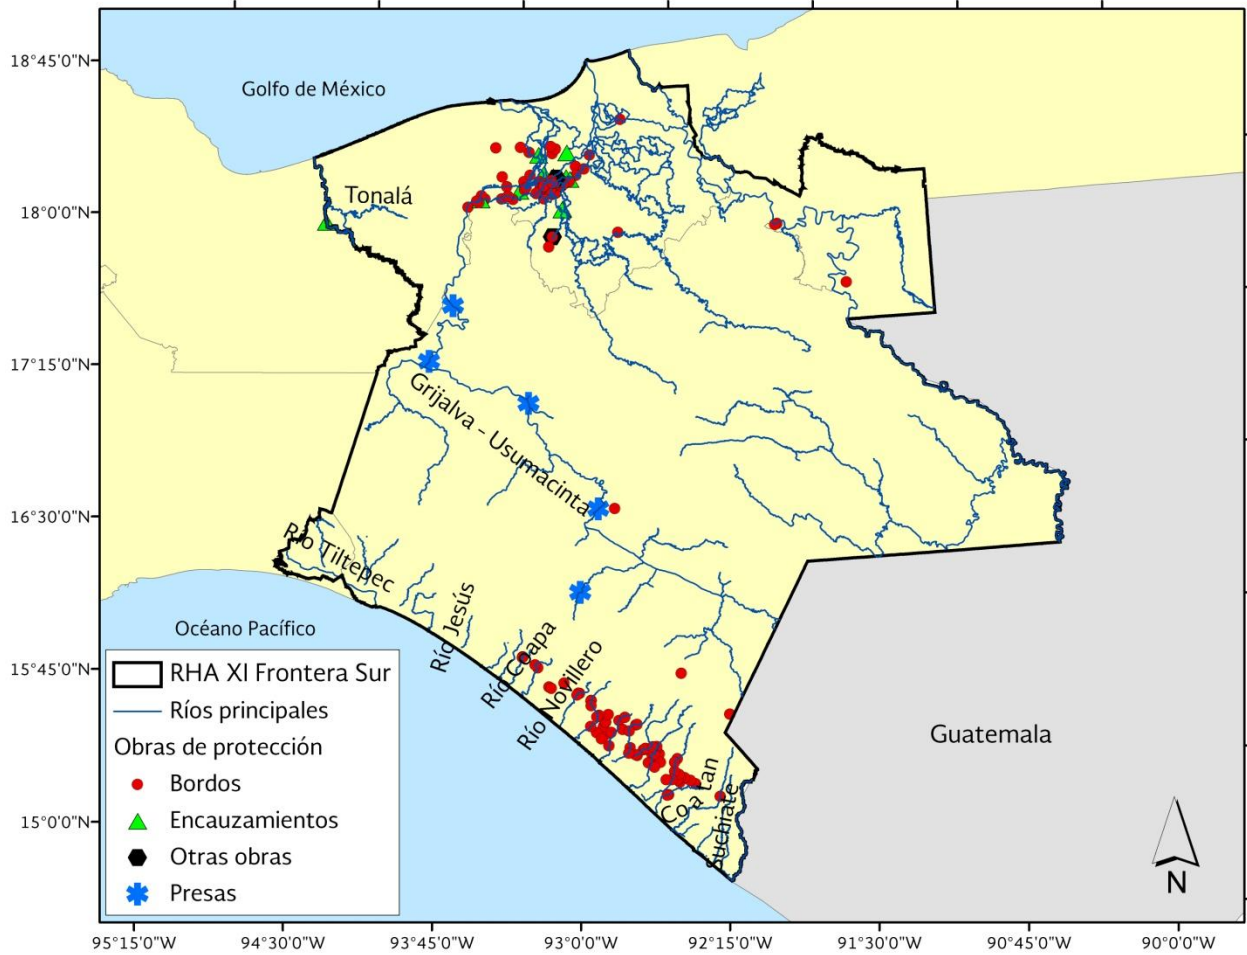 18°45'0"N
Golfo de México
Tonalá
18°0'0"N
17°15'0"N
Grijalva - Usumacinta
16°30'0"N
Río Tiltepec
Río Jesús
Océano Pacífico
15°45'0"N
Río Coapa
Río Novillero
RHA XI Frontera Sur
Ríos principales
Obras de protección
Bordos
Encauzamientos
Otras obras
Presas
Guatemala
Coatan
Suchiate
15°0'0"N
N
95°15'0"W
94°30'0"W
93°45'0"W
93°0'0"W
92°15'0"W
91°30'0"W
90°45'0"W
90°0'0"W